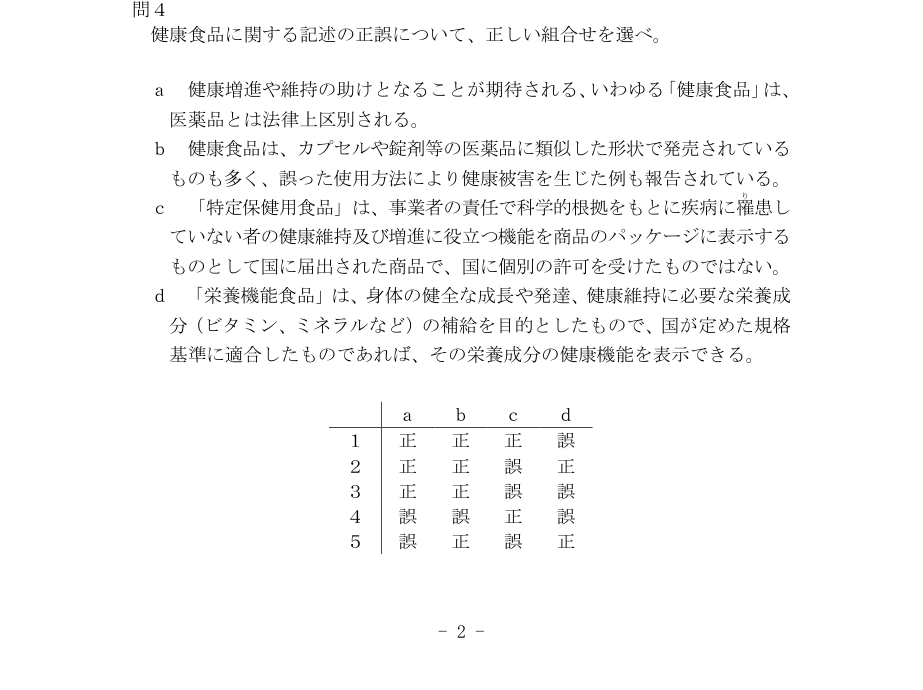 問４
健康食品に関する記述の正誤について、正しい組合せを選べ。
a　健康増進や維持の助けとなることが期待される、いわゆる「健康食品」は、
医薬品とは法律上区別される。
b　健康食品は、カプセルや錠剤等の医薬品に類似した形状で発売されている
ものも多く、誤った使用方法により健康被害を生じた例も報告されている。
り
c　「特定保健用食品」は、事業者の責任で科学的根拠をもとに疾病に罹患し
ていない者の健康維持及び増進に役立つ機能を商品のパッケージに表示する
ものとして国に届出された商品で、国に個別の許可を受けたものではない。
d　「栄養機能食品」は、身体の健全な成長や発達、健康維持に必要な栄養成
分（ビタミン、ミネラルなど）の補給を目的としたもので、国が定めた規格
基準に適合したものであれば、その栄養成分の健康機能を表示できる。
a b c d
1 正 正 正 誤
2 正 正 誤 正
3 正 正 誤 誤
4 誤 誤 正 誤
5 誤 正 誤 正
- 2 -